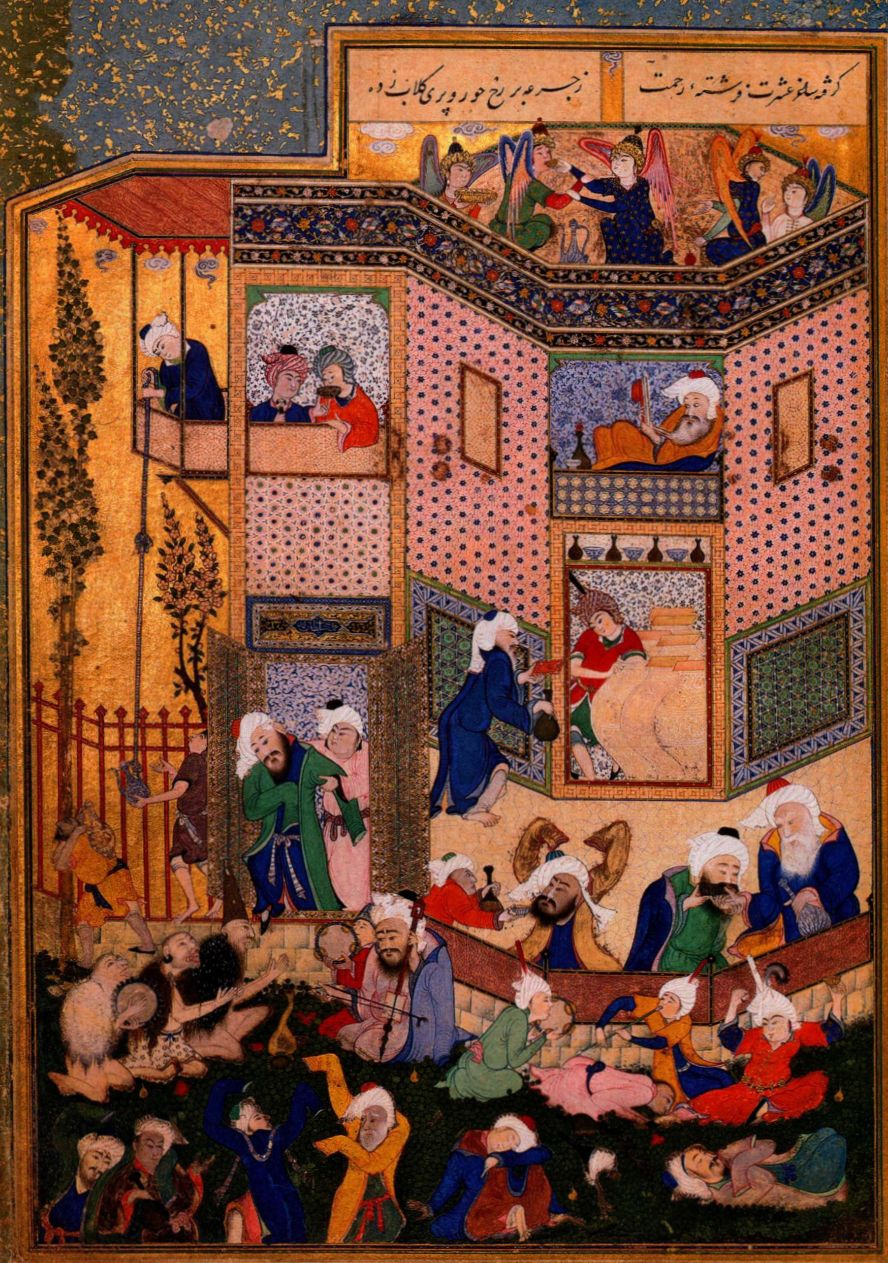 گرفته ساغر عشرت فرشته رحمت ز جرعه بر رخ حور و پری گلاب زده